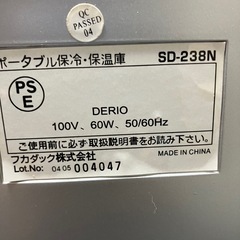 QC
PASSED
04
ポータブル保冷・保温庫 SD-238N
PS
E
DERIO
100V、60W、50/60Hz
ご使用前に必ず取扱説明書をお読み下さい。
フカダック株式会社 MADE IN CHINA
Lot.No: 0405 004047